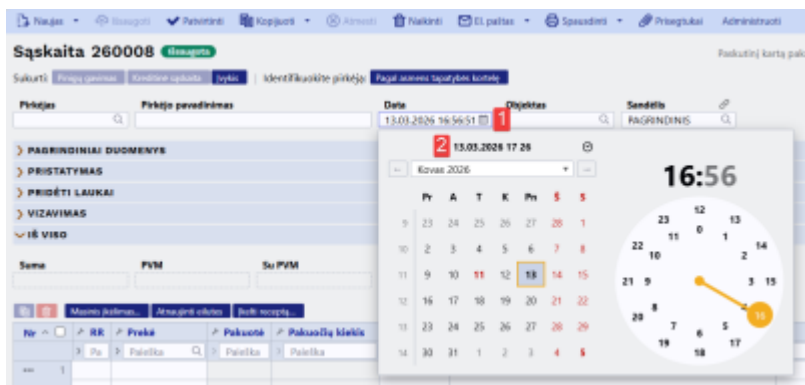 Naujas Išsaugoti Patvirtinti Kopijuoti Atmesti Naikinti El. paštas Spausdinti Prisegtukai Administruoti
Sąskaita 260008 Išsaugota
Paskutinį kartą pak
Sukurti: Pinigų gavimas Kreditinė sąskaita Įvykis Identifikuokite pirkėją: Pagal asmens tapatybės kortelę
Pirkėjas Pirkėjo pavadinimas Data Objektas Sandėlis
13.03.2026 16:56:51 1 PAGRINDINIS
2 13.03.2026 17 26
PAGRINDINIAI DUOMENYS
Kovas 2026
16:56
PRISTATYMAS
PRIDĖTI LAUKAI
VIZAVIMAS
IŠ VISO
Pr A T K Pn Š S
9 23 24 25 26 27 28 1
10 2 3 4 5 6 7 8
11 9 10 11 12 13 14 15
12 16 17 18 19 20 21 22
13 23 24 25 26 27 28 29
14 30 31 1 2 3 4 5
12 13 14 15 16 17 18 19 20 21 22 23
0 1 2 3 5 6 7 8 9 10 11
Suma PVM Su PVM
Masinis įkėlimas... Atnaujinti eilutes Įkelti receptą...
Nr RR Prekė Pakuotė Pakuočių kiekis
Pa Paieška Paieška Paieška
1